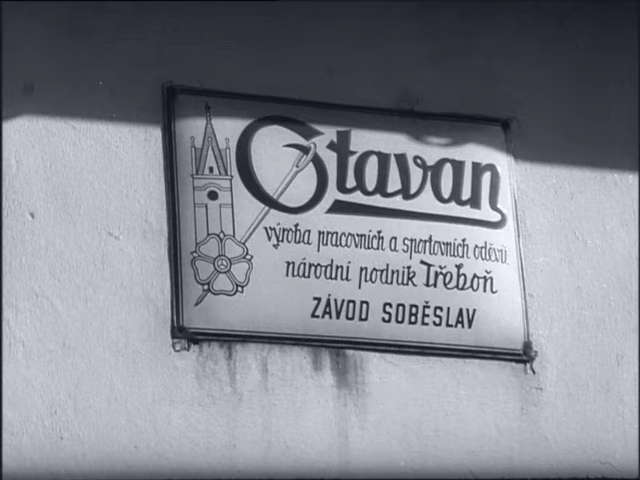 Otavan
výroba pracovních a sportovních oděvů
národní podnik Třeboň
ZÁVOD SOBĚSLAV